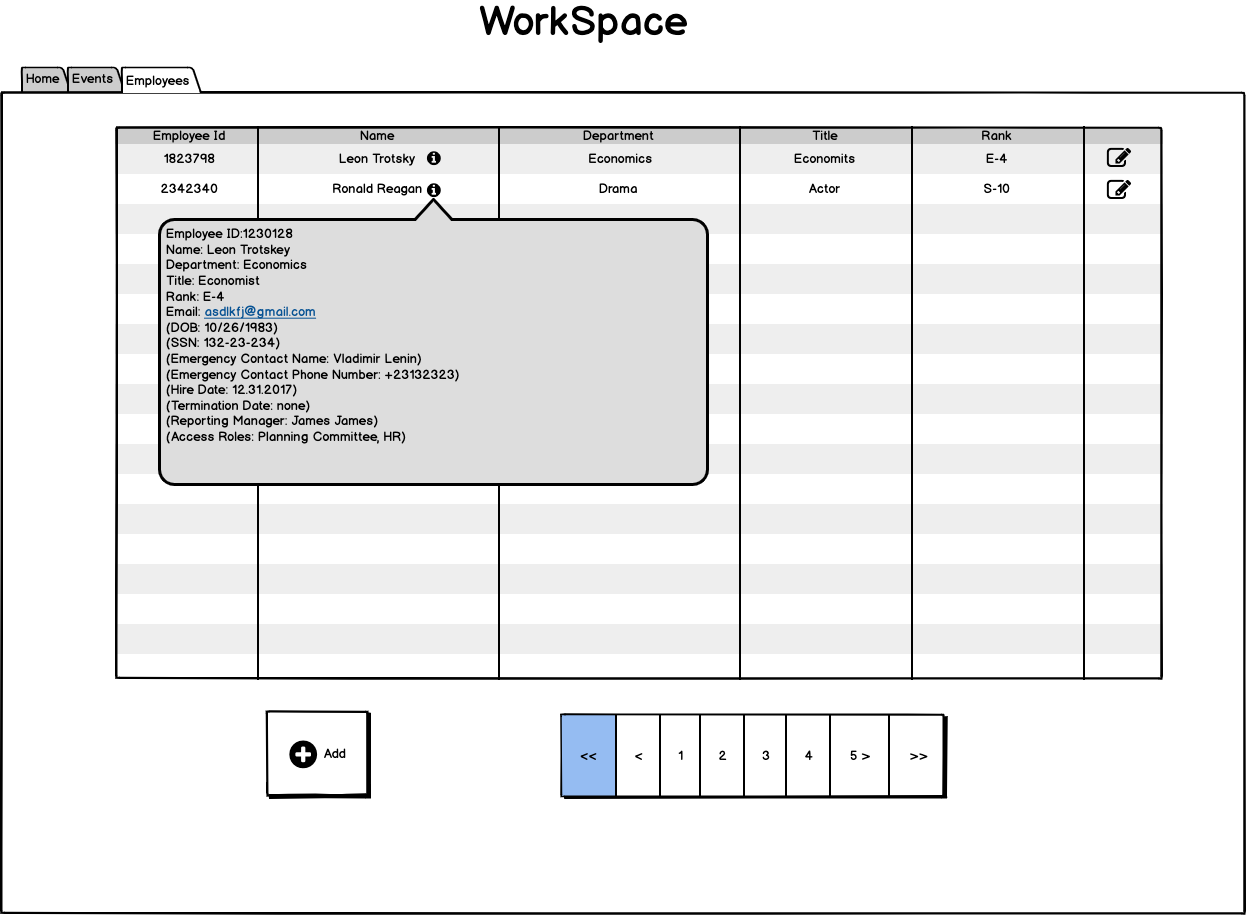 WorkSpace
Home Events Employees
Employee Id Name Department Title Rank
1823798 Leon Trotsky Economics Economits E-4
2342340 Ronald Reagan Drama Actor S-10
Employee ID:1230128
Name: Leon Trotskey
Department: Economics
Title: Economist
Rank: E-4
Email: asdlkfj@gmail.com
(DOB: 10/26/1983)
(SSN: 132-23-234)
(Emergency Contact Name: Vladimir Lenin)
(Emergency Contact Phone Number: +23132323)
(Hire Date: 12.31.2017)
(Termination Date: none)
(Reporting Manager: James James)
(Access Roles: Planning Committee, HR)
Add << < 1 2 3 4 5 > >>